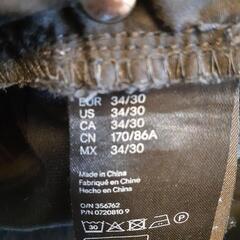 EUR 34/30
US 34/30
CA 34/30
CN 170/86A
MX 34/30
Made in China
Fabriqué en Chine
Hecho en China
O/N 356762
P/N 0720810 9
30
P